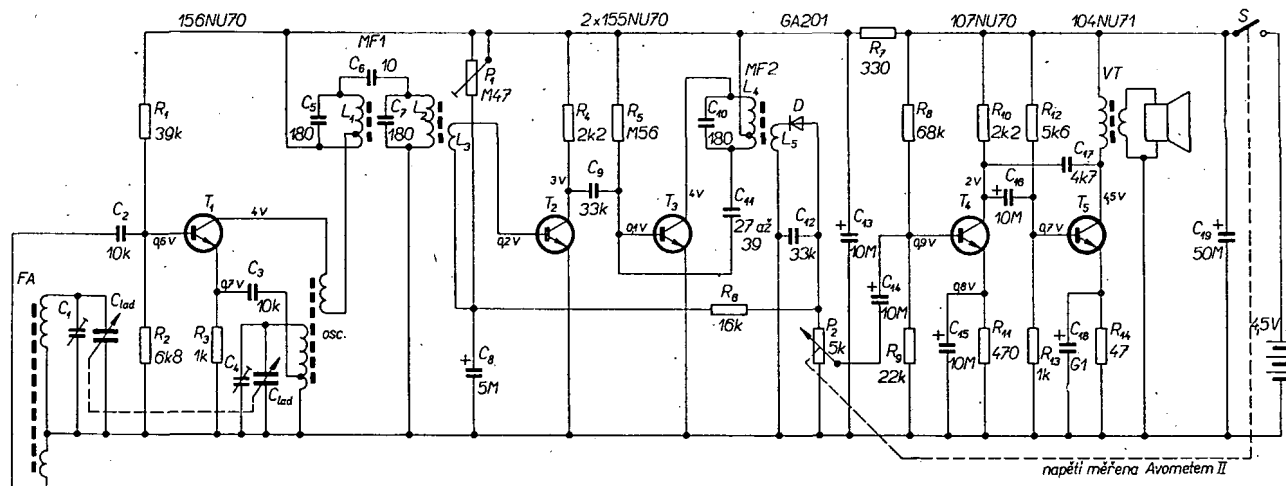 156NU70
2x155NU70
GA201
107NU70
104NU71
S
MF1
C6 10
C5
180
L1
C7
180
L2
L3
P1
M47
R1
39k
R4
2k2
R5
M56
C9
33k
MF2
L4
C10
180
D
L5
R7
330
R8
68k
R10
2k2
R12
5k6
VT
C17
4k7
C2
10k
0,6V
T1
4V
0,7V
C3
10k
osc.
3V
T2
0,2V
0,1V
T3
4V
C11
27 až
39
C12
33k
+
C13
10M
2V
+
C16
10M
T4
0,9V
0,8V
T5
0,7V
4,5V
+
C19
50M
4,5V
FA
C1
Clad
R2
6k8
R3
1k
C4
Clad
+
C8
5M
R8
16k
P2
5k
+
C14
10M
R9
22k
+
C15
10M
R11
470
R13
1k
+
C18
G1
R14
47
napětí měřena Avometem II